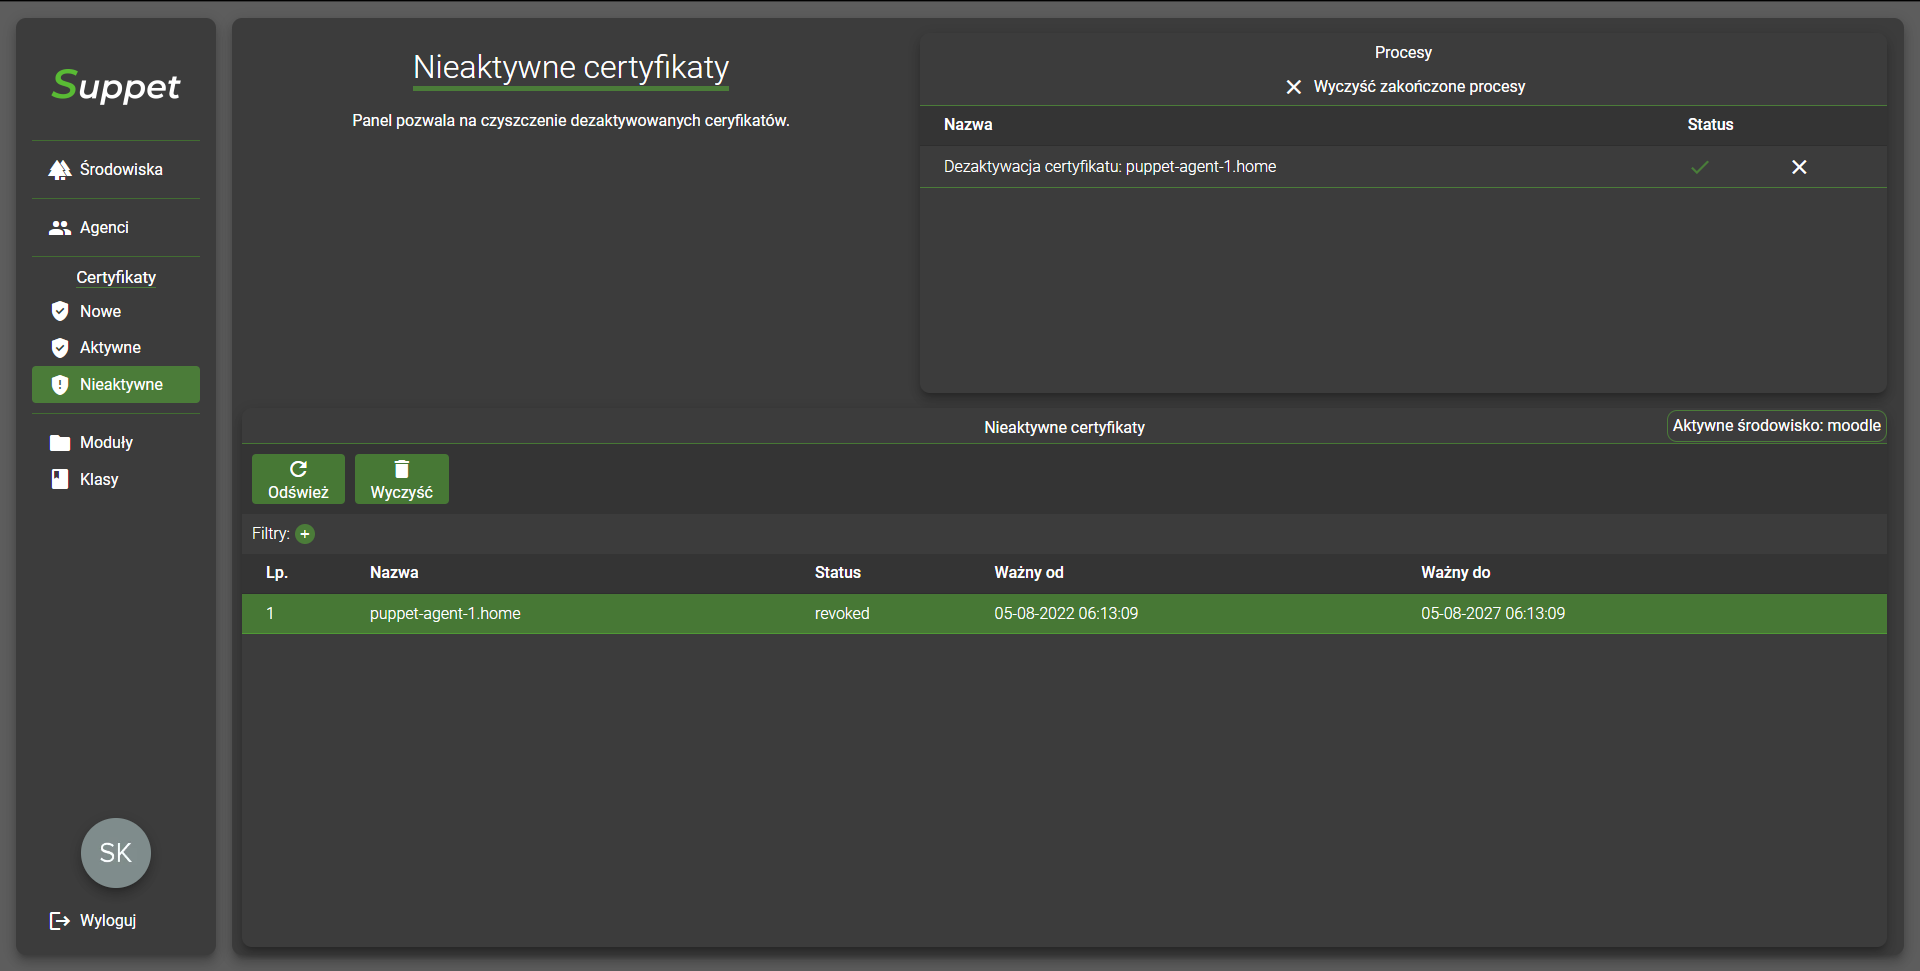 Suppet
Środowiska
Agenci
Certyfikaty
Nowe
Aktywne
Nieaktywne
Moduły
Klasy
SK
Wyloguj
Nieaktywne certyfikaty
Panel pozwala na czyszczenie dezaktywowanych ceryfikatów.
Procesy
Wyczyść zakończone procesy
Nazwa Status
Dezaktywacja certyfikatu: puppet-agent-1.home
Nieaktywne certyfikaty
Aktywne środowisko: moodle
Odśwież Wyczyść
Filtry:
Lp. Nazwa Status Ważny od Ważny do
1 puppet-agent-1.home revoked 05-08-2022 06:13:09 05-08-2027 06:13:09